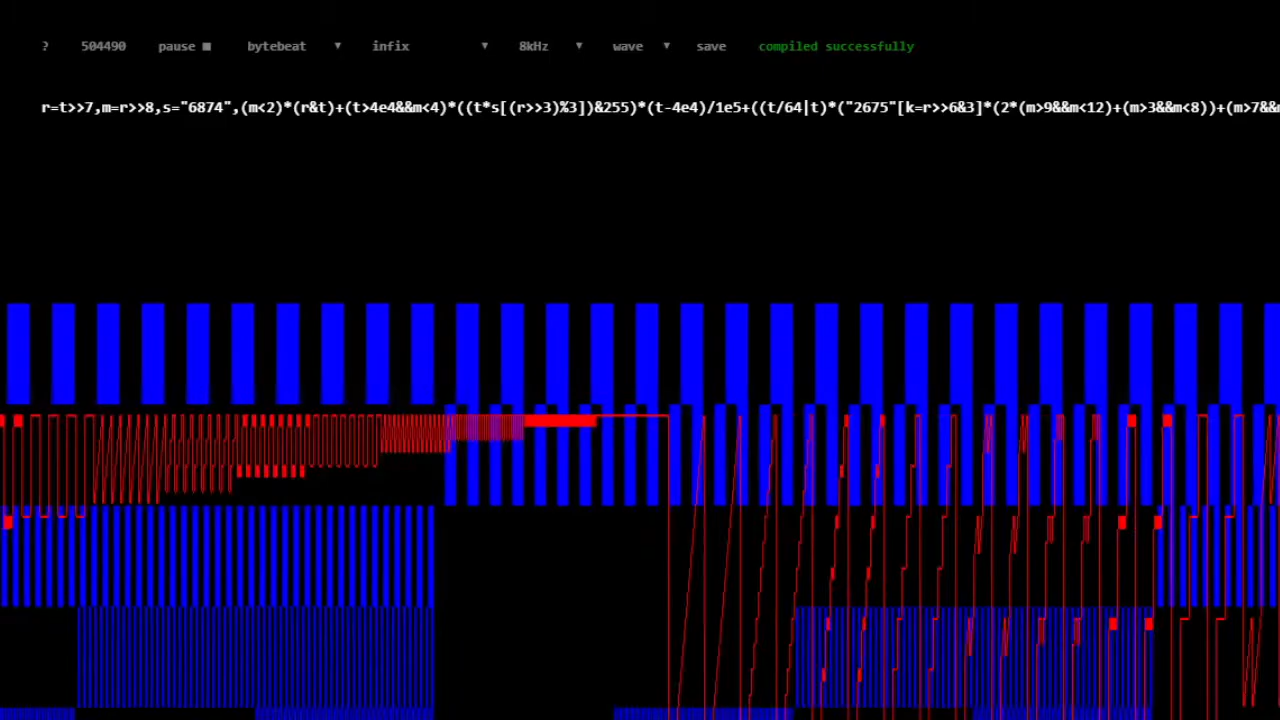 ? 504490 pause ■ bytebeat ▼ infix ▼ 8kHz ▼ wave ▼ save compiled successfully
r=t>>7,m=r>>8,s="6874",(m<2)*(r&t)+(t>4e4&&m<4)*((t*s[(r>>3)%3])&255)*(t-4e4)/1e5+((t/64|t)*("2675"[k=r>>6&3]*(2*(m>9&&m<12)+(m>3&&m<8))+(m>7&&m